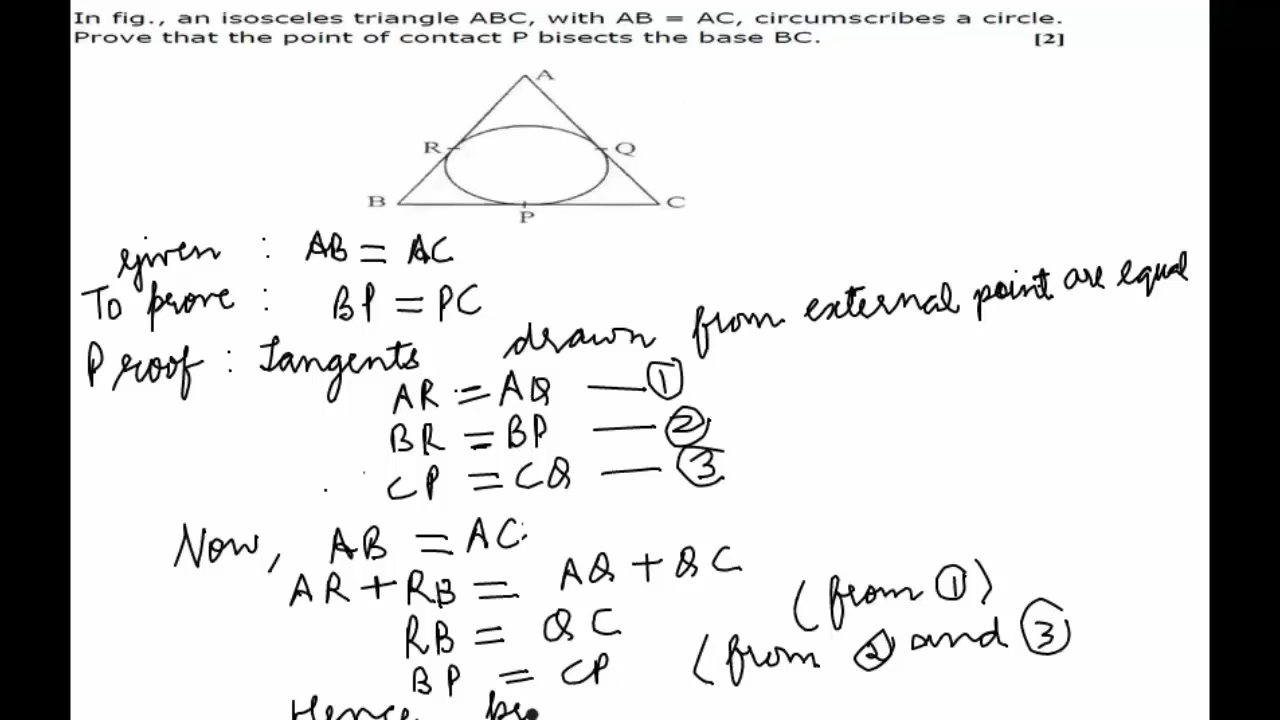 In fig., an isosceles triangle ABC, with AB = AC, circumscribes a circle.
Prove that the point of contact P bisects the base BC. [2]
A
R Q
B C
P
given : AB = AC
To prove : BP = PC
Proof : Tangents drawn from external point are equal
AR = AQ — ①
BR = BP — ②
CP = CQ — ③
Now, AB = AC
AR + RB = AQ + QC
RB = QC (from ①)
BP = CP (from ② and ③)
Hence